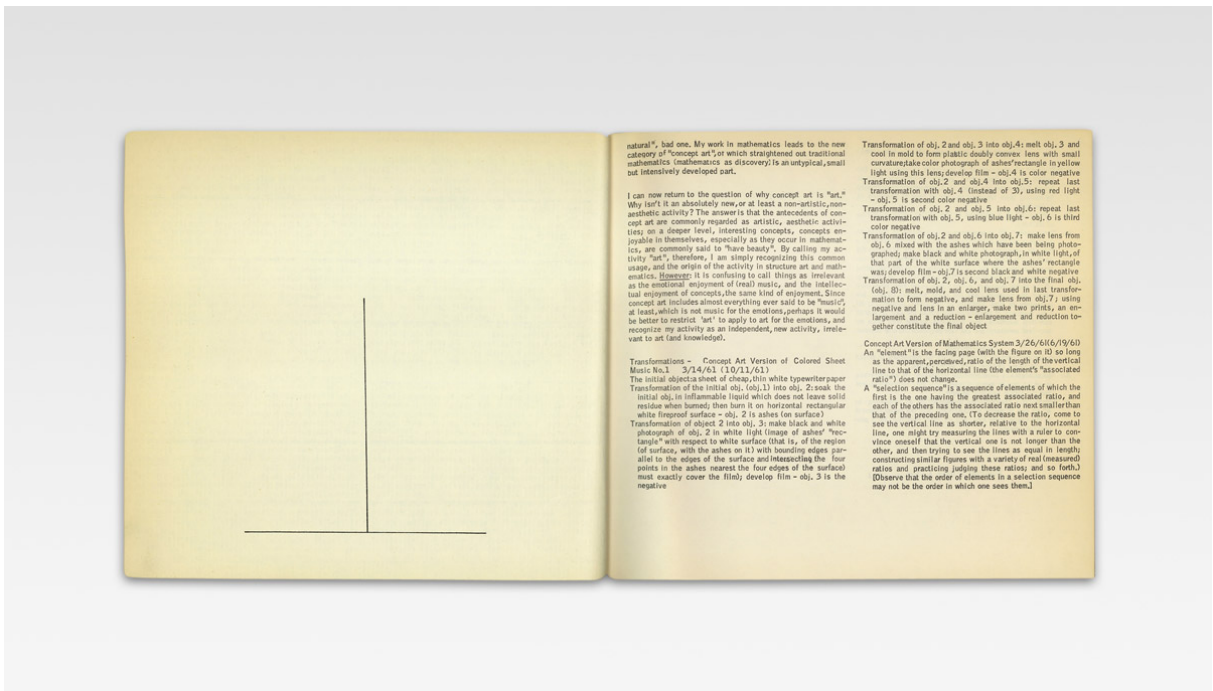 natural", bad one. My work in mathematics leads to the new
category of "concept art", or which straightened out traditional
mathematics (mathematics as discovery) is an untypical, small
but intensively developed part.
I can now return to the question of why concept art is "art."
Why isn't it an absolutely new, or at least a non-artistic, non-
aesthetic activity? The answer is that the antecedents of con-
cept art are commonly regarded as artistic, aesthetic activi-
ties; on a deeper level, interesting concepts, concepts en-
joyable in themselves, especially as they occur in mathemat-
ics, are commonly said to "have beauty". By calling my ac-
tivity "art", therefore, I am simply recognizing this common
usage, and the origin of the activity in structure art and math-
ematics. However: it is confusing to call things as irrelevant
as the emotional enjoyment of (real) music, and the intellec-
tual enjoyment of concepts, the same kind of enjoyment. Since
concept art includes almost everything ever said to be "music",
at least, which is not music for the emotions, perhaps it would
be better to restrict 'art' to apply to art for the emotions, and
recognize my activity as an independent, new activity, irrele-
vant to art (and knowledge).
Transformations - Concept Art Version of Colored Sheet
Music No.1 3/14/61 (10/11/61)
The initial object: a sheet of cheap, thin white typewriter paper
Transformation of the initial obj. (obj.1) into obj. 2: soak the
initial obj. in inflammable liquid which does not leave solid
residue when burned; then burn it on horizontal rectangular
white fireproof surface - obj. 2 is ashes (on surface)
Transformation of object 2 into obj. 3: make black and white
photograph of obj. 2 in white light (image of ashes' "rec-
tangle" with respect to white surface (that is, of the region
(of surface, with the ashes on it) with bounding edges par-
allel to the edges of the surface and intersecting the four
points in the ashes nearest the four edges of the surface)
must exactly cover the film); develop film - obj. 3 is the
negative
Transformation of obj. 2 and obj. 3 into obj.4: melt obj. 3 and
cool in mold to form plastic doubly convex lens with small
curvature; take color photograph of ashes' rectangle in yellow
light using this lens; develop film - obj.4 is color negative
Transformation of obj.2 and obj.4 into obj.5: repeat last
transformation with obj.4 (instead of 3), using red light
- obj. 5 is second color negative
Transformation of obj. 2 and obj. 5 into obj.6: repeat last
transformation with obj. 5, using blue light - obj. 6 is third
color negative
Transformation of obj.2 and obj.6 into obj. 7: make lens from
obj. 6 mixed with the ashes which have been being photo-
graphed; make black and white photograph, in white light, of
that part of the white surface where the ashes' rectangle
was; develop film - obj.7 is second black and white negative
Transformation of obj. 2, obj. 6, and obj. 7 into the final obj.
(obj. 8): melt, mold, and cool lens used in last transfor-
mation to form negative, and make lens from obj.7; using
negative and lens in an enlarger, make two prints, an en-
largement and a reduction - enlargement and reduction to-
gether constitute the final object
Concept Art Version of Mathematics System 3/26/61(6/19/61)
An "element" is the facing page (with the figure on it) so long
as the apparent, perceived, ratio of the length of the vertical
line to that of the horizontal line (the element's "associated
ratio") does not change.
A "selection sequence" is a sequence of elements of which the
first is the one having the greatest associated ratio, and
each of the others has the associated ratio next smaller than
that of the preceding one. (To decrease the ratio, come to
see the vertical line as shorter, relative to the horizontal
line, one might try measuring the lines with a ruler to con-
vince oneself that the vertical one is not longer than the
other, and then trying to see the lines as equal in length;
constructing similar figures with a variety of real (measured)
ratios and practicing judging these ratios; and so forth.)
[Observe that the order of elements in a selection sequence
may not be the order in which one sees them.]